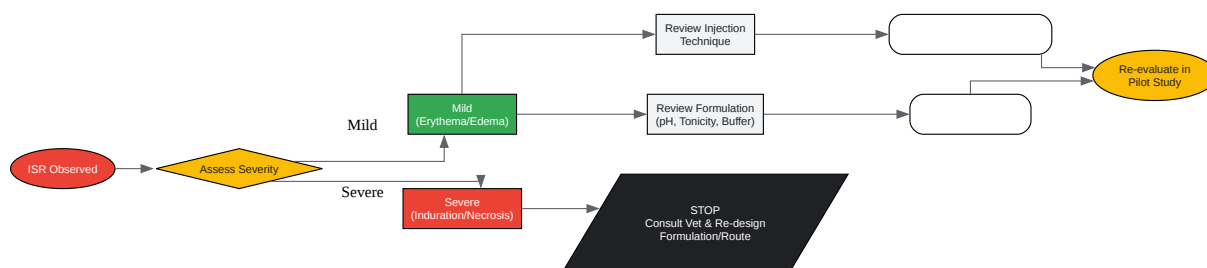 Review Injection
Technique
Re-evaluate in
Pilot Study
Mild
Mild
(Erythema/Edema)
Review Formulation
(pH, Tonicity, Buffer)
ISR Observed
Assess Severity
Severe
Severe
(Induration/Necrosis)
STOP
Consult Vet & Re-design
Formulation/Route